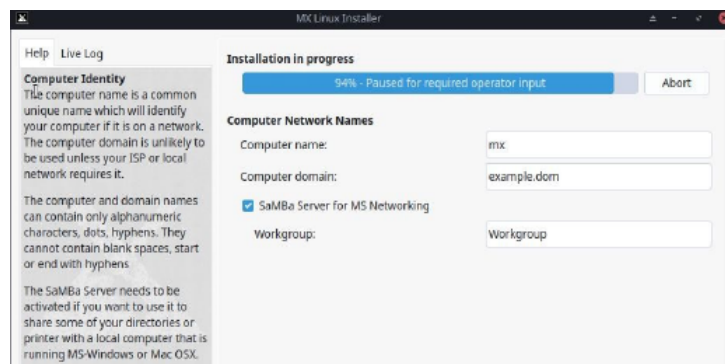 MX Linux Installer
Help Live Log
Computer Identity
The computer name is a common
unique name which will identify
your computer if it is on a network.
The computer domain is unlikely to
be used unless your ISP or local
network requires it.
The computer and domain names
can contain only alphanumeric
characters, dots, hyphens. They
cannot contain blank spaces, start
or end with hyphens
The SaMBa Server needs to be
activated if you want to use it to
share some of your directories or
printer with a local computer that is
running MS-Windows or Mac OSX.
Installation in progress
94% - Paused for required operator input
Abort
Computer Network Names
Computer name: mx
Computer domain: example.dom
SaMBa Server for MS Networking
Workgroup: Workgroup